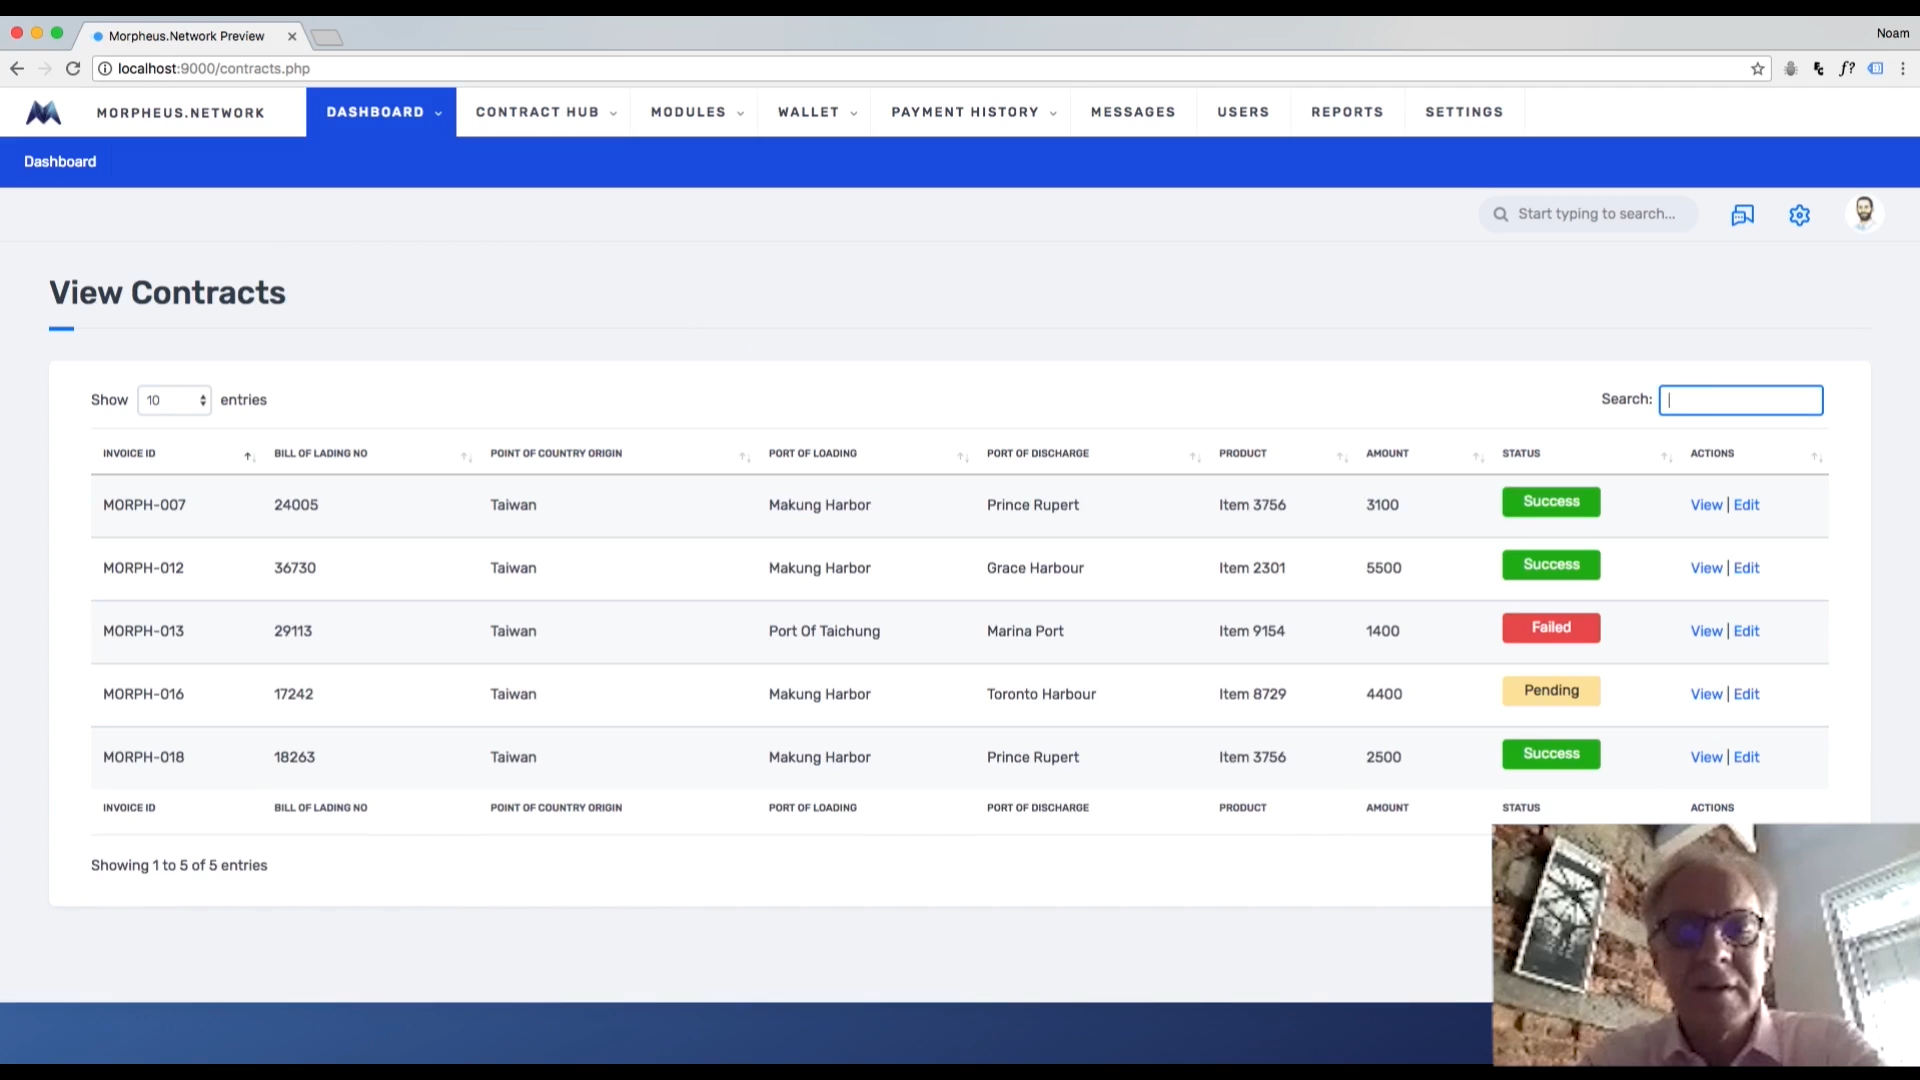 Morpheus.Network Preview
Noam
localhost:9000/contracts.php
f?
MORPHEUS.NETWORK
DASHBOARD
CONTRACT HUB
MODULES
WALLET
PAYMENT HISTORY
MESSAGES
USERS
REPORTS
SETTINGS
Dashboard
Start typing to search...
View Contracts
Show 10 entries
Search:
INVOICE ID BILL OF LADING NO POINT OF COUNTRY ORIGIN PORT OF LOADING PORT OF DISCHARGE PRODUCT AMOUNT STATUS ACTIONS
MORPH-007 24005 Taiwan Makung Harbor Prince Rupert Item 3756 3100 Success View | Edit
MORPH-012 36730 Taiwan Makung Harbor Grace Harbour Item 2301 5500 Success View | Edit
MORPH-013 29113 Taiwan Port Of Taichung Marina Port Item 9154 1400 Failed View | Edit
MORPH-016 17242 Taiwan Makung Harbor Toronto Harbour Item 8729 4400 Pending View | Edit
MORPH-018 18263 Taiwan Makung Harbor Prince Rupert Item 3756 2500 Success View | Edit
INVOICE ID BILL OF LADING NO POINT OF COUNTRY ORIGIN PORT OF LOADING PORT OF DISCHARGE PRODUCT AMOUNT STATUS ACTIONS
Showing 1 to 5 of 5 entries